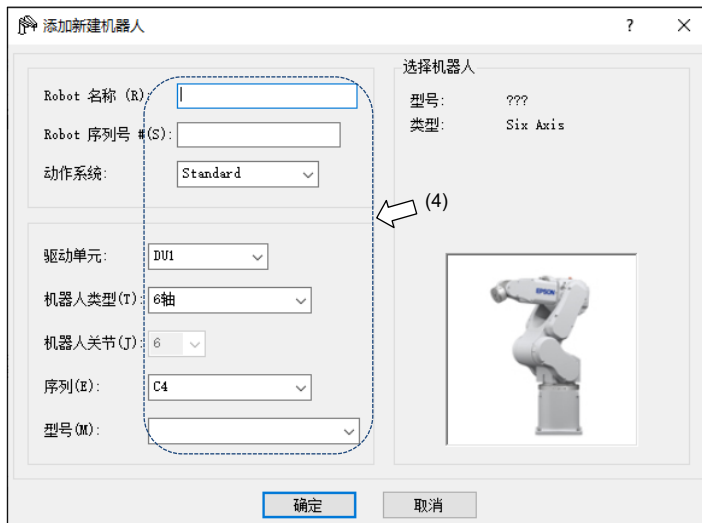 添加新建机器人
? ×
Robot 名称 (R):
Robot 序列号 #(S):
动作系统: Standard
驱动单元: DU1
机器人类型(T): 6轴
机器人关节(J): 6
序列(E): C4
型号(M):
(4)
选择机器人
型号: ???
类型: Six Axis
EPSON
确定 取消